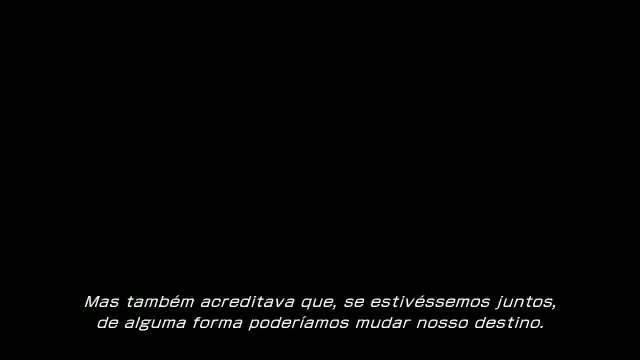 Mas também acreditava que, se estivéssemos juntos,
de alguma forma poderíamos mudar nosso destino.